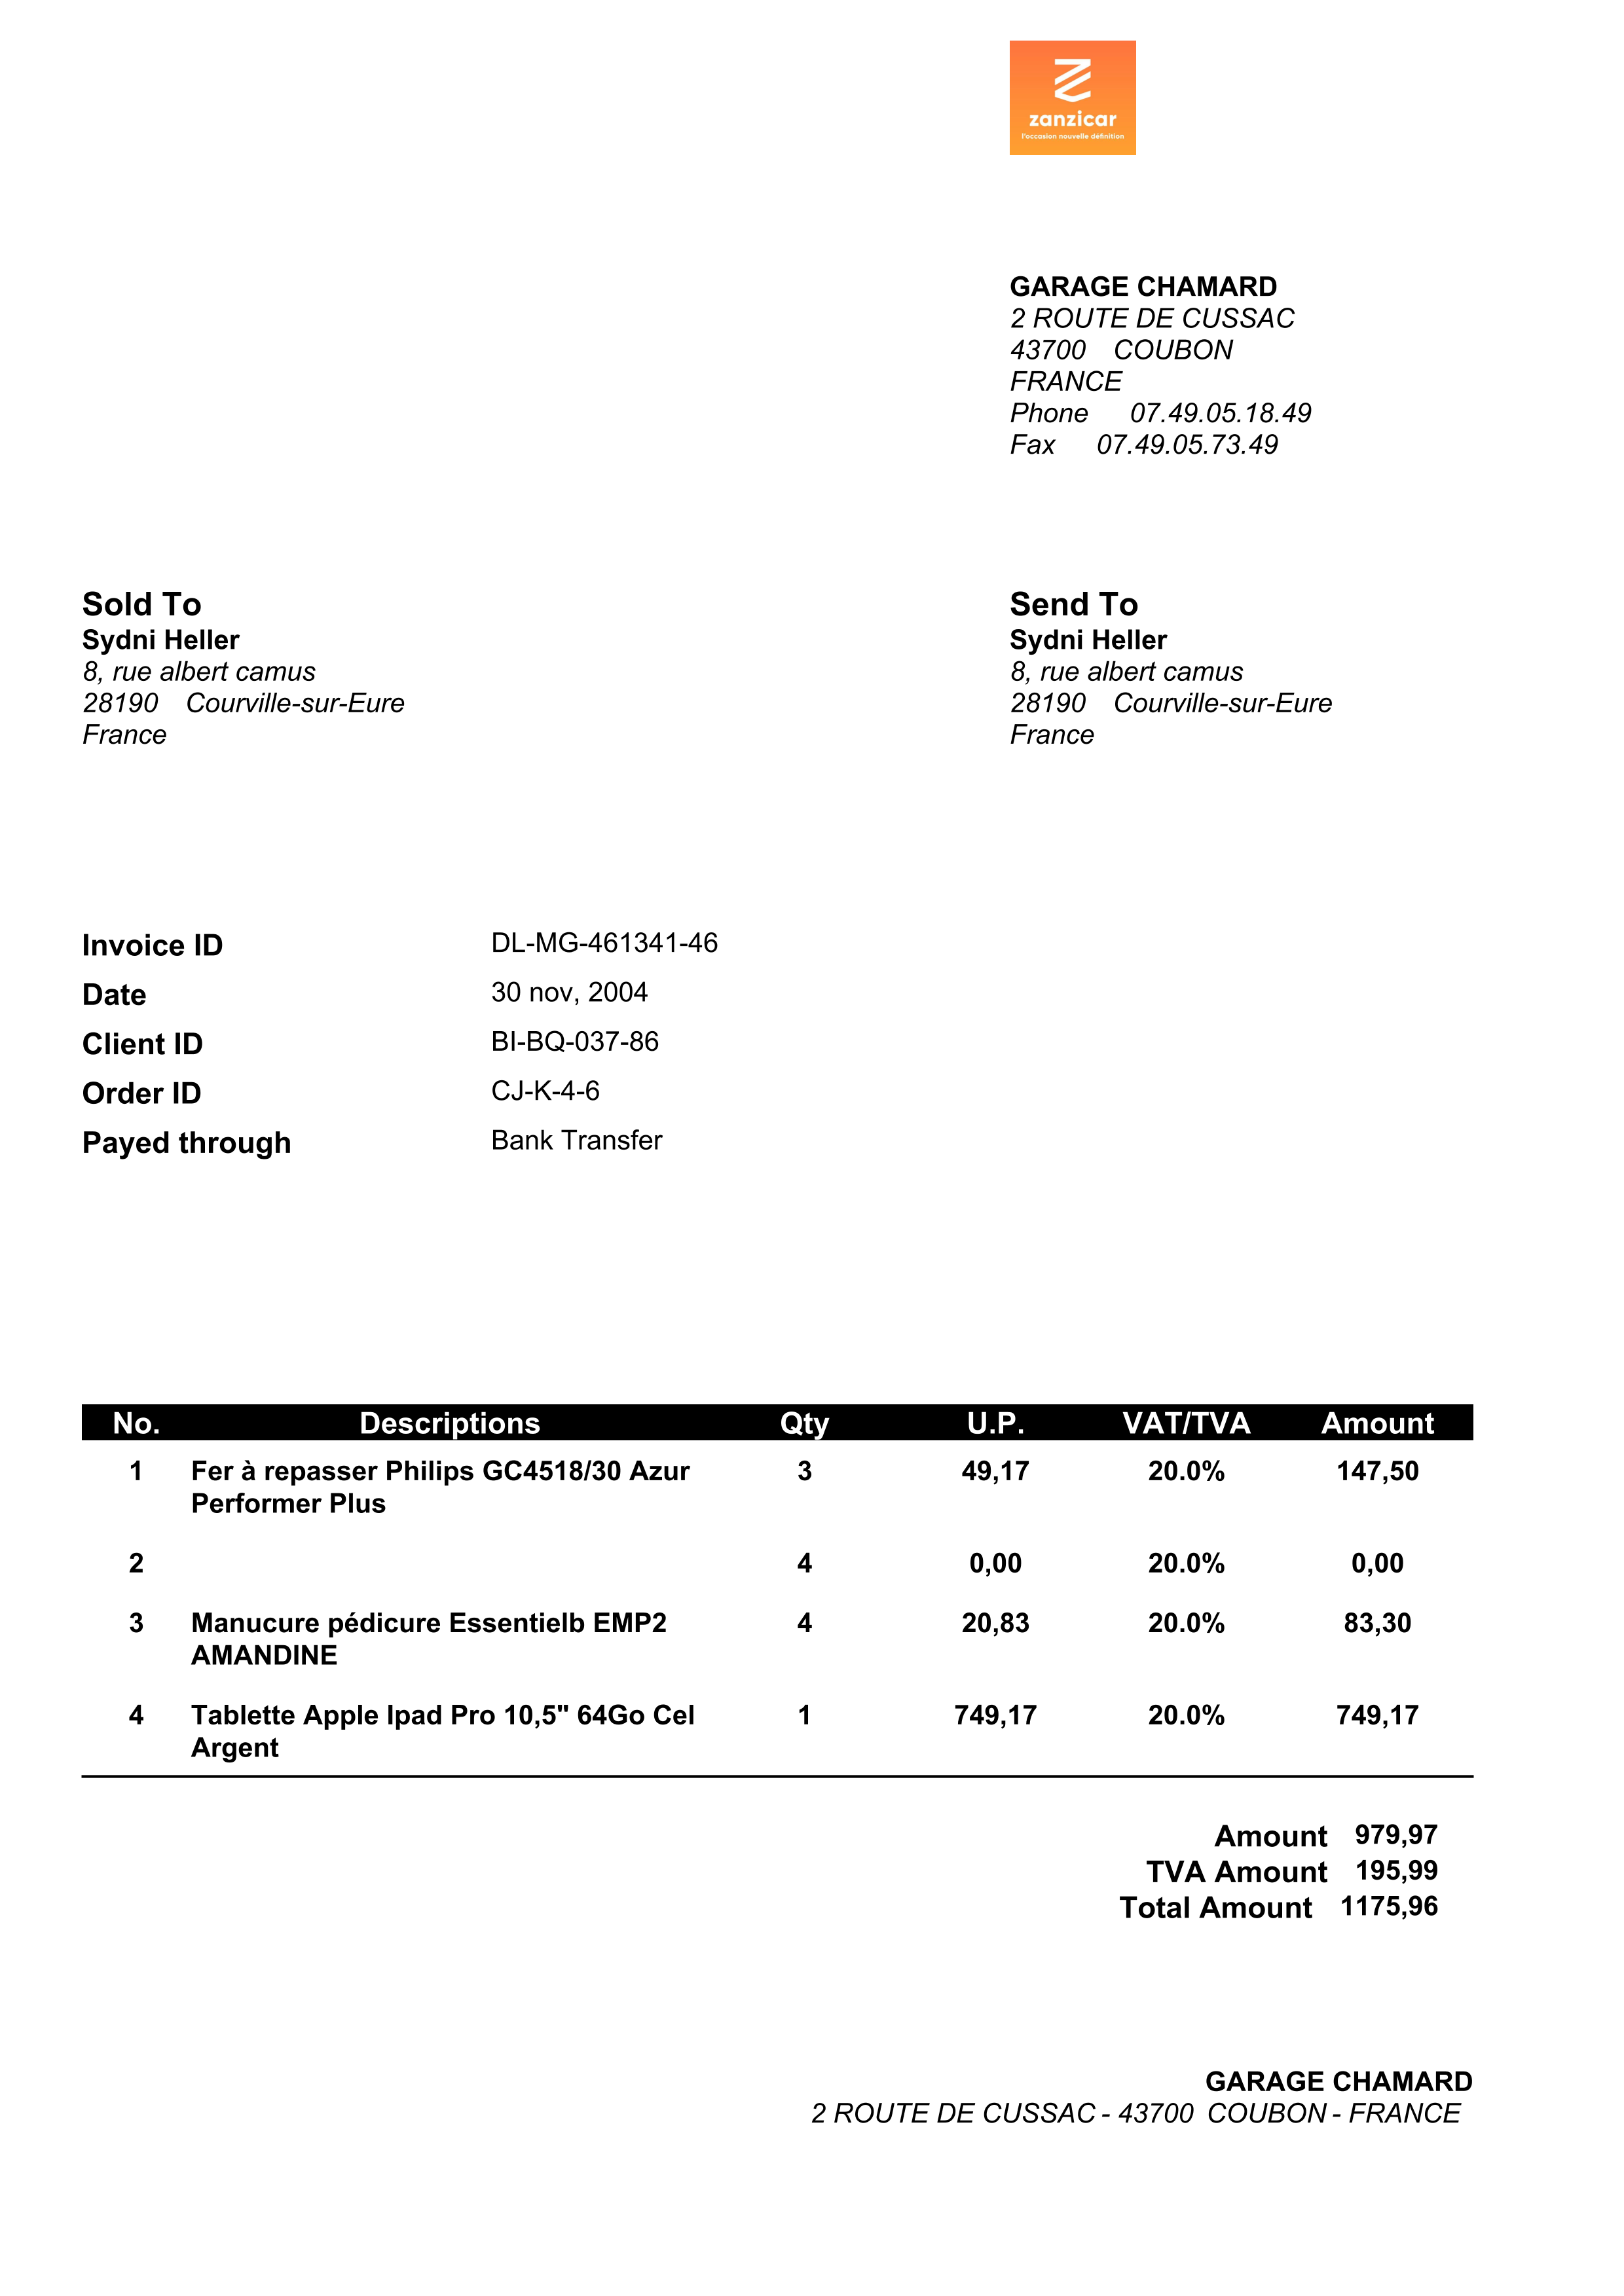 zanzicar
l'occasion nouvelle définition
GARAGE CHAMARD
2 ROUTE DE CUSSAC
43700 COUBON
FRANCE
Phone 07.49.05.18.49
Fax 07.49.05.73.49
Sold To
Sydni Heller
8, rue albert camus
28190 Courville-sur-Eure
France
Send To
Sydni Heller
8, rue albert camus
28190 Courville-sur-Eure
France
Invoice ID DL-MG-461341-46
Date 30 nov, 2004
Client ID BI-BQ-037-86
Order ID CJ-K-4-6
Payed through Bank Transfer
No. Descriptions Qty U.P. VAT/TVA Amount
1 Fer à repasser Philips GC4518/30 Azur 3 49,17 20.0% 147,50
Performer Plus
2 4 0,00 20.0% 0,00
3 Manucure pédicure Essentielb EMP2 4 20,83 20.0% 83,30
AMANDINE
4 Tablette Apple Ipad Pro 10,5" 64Go Cel 1 749,17 20.0% 749,17
Argent
Amount 979,97
TVA Amount 195,99
Total Amount 1175,96
GARAGE CHAMARD
2 ROUTE DE CUSSAC - 43700 COUBON - FRANCE